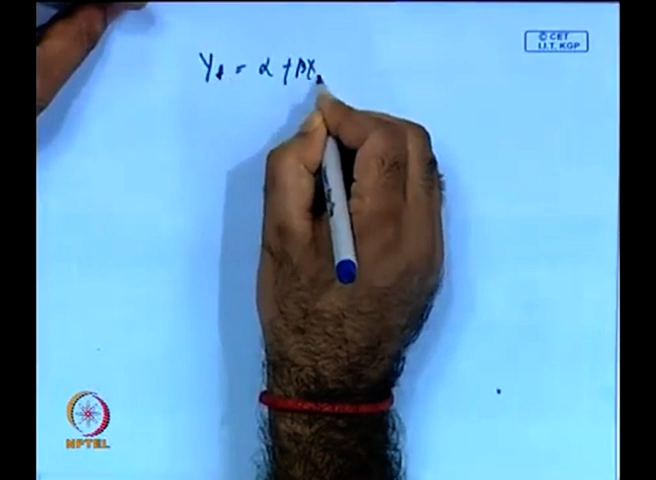 © CET
I.I.T. KGP
Yt = α + βXt
NPTEL